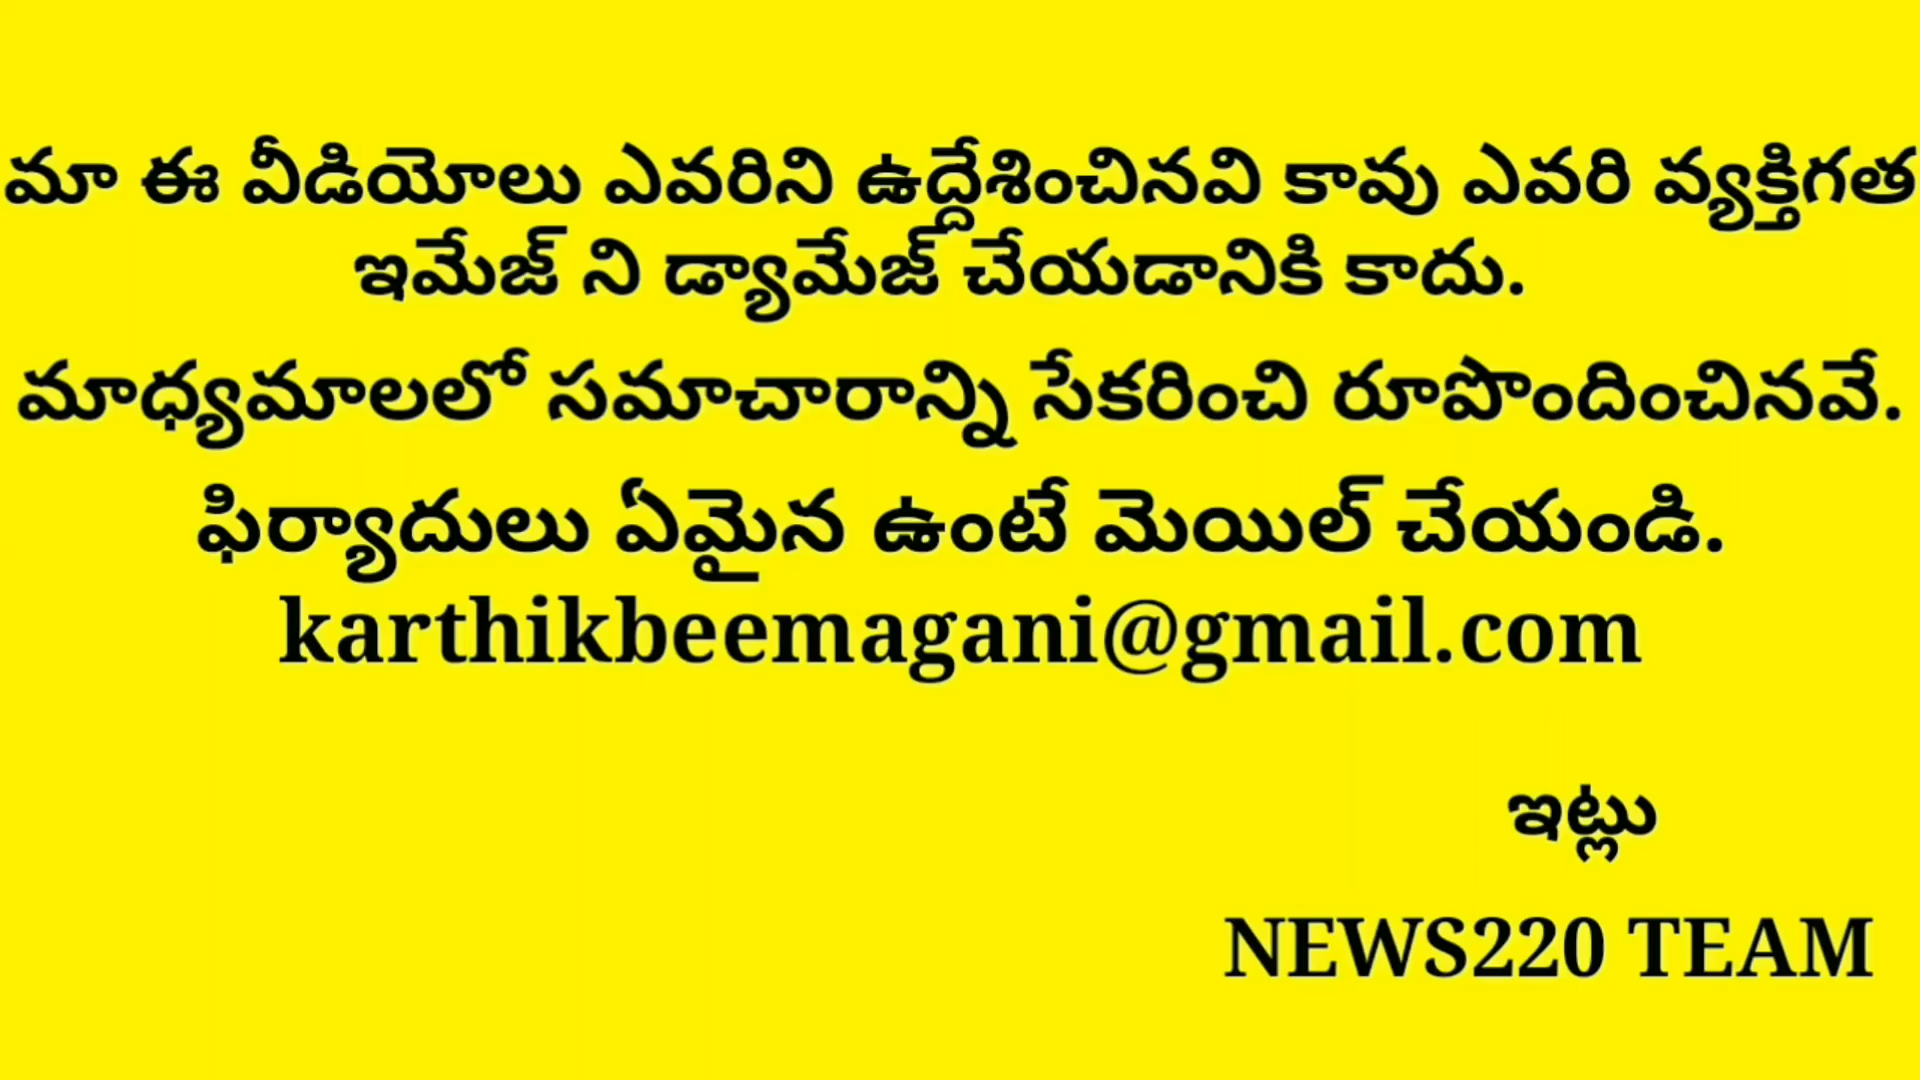 మా ఈ వీడియోలు ఎవరిని ఉద్దేశించినవి కావు ఎవరి వ్యక్తిగత
ఇమేజ్ ని డ్యామేజ్ చేయడానికి కాదు.
మాధ్యమాలలో సమాచారాన్ని సేకరించి రూపొందించినవే.
ఫిర్యాదులు ఏమైన ఉంటే మెయిల్ చేయండి.
karthikbeemagani@gmail.com
ఇట్లు
NEWS220 TEAM